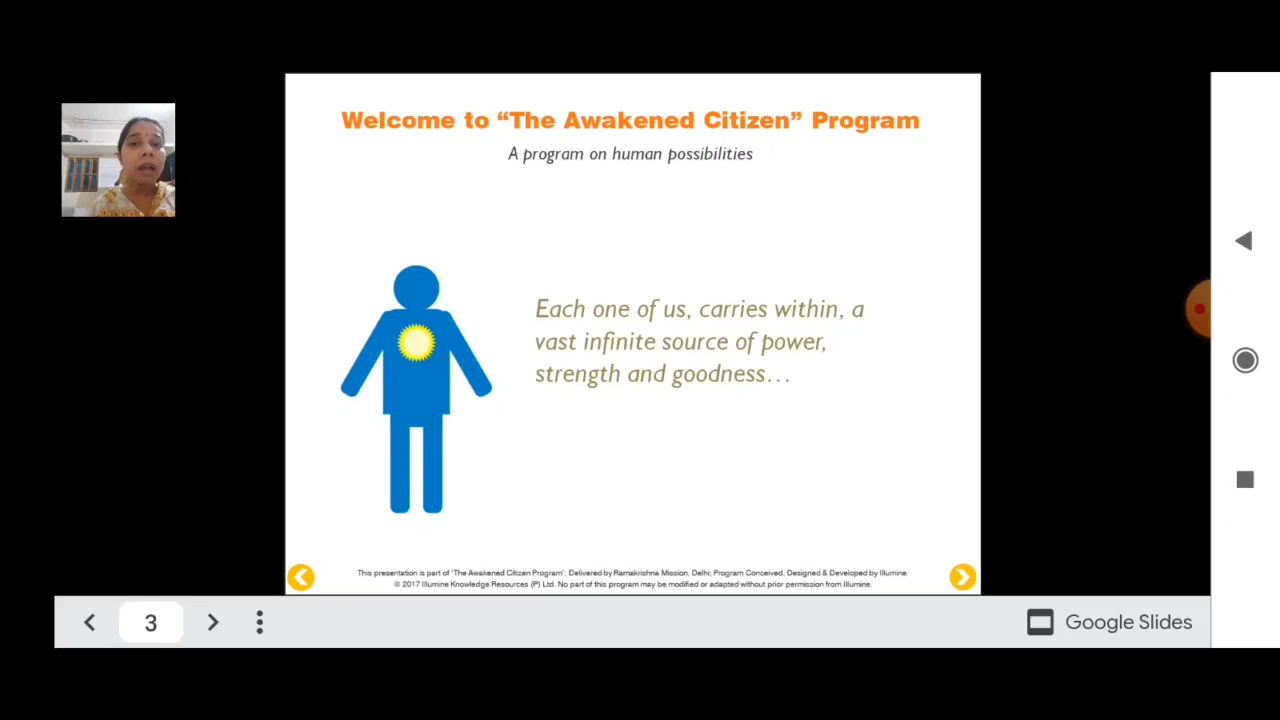 Welcome to “The Awakened Citizen” Program
A program on human possibilities
Each one of us, carries within, a
vast infinite source of power,
strength and goodness...
This presentation is part of 'The Awakened Citizen Program'; Delivered by Ramakrishna Mission, Delhi; Program Conceived, Designed & Developed by Illumine.
© 2017 Illumine Knowledge Resources (P) Ltd. No part of this program may be modified or adapted without prior permission from Illumine.
3
Google Slides